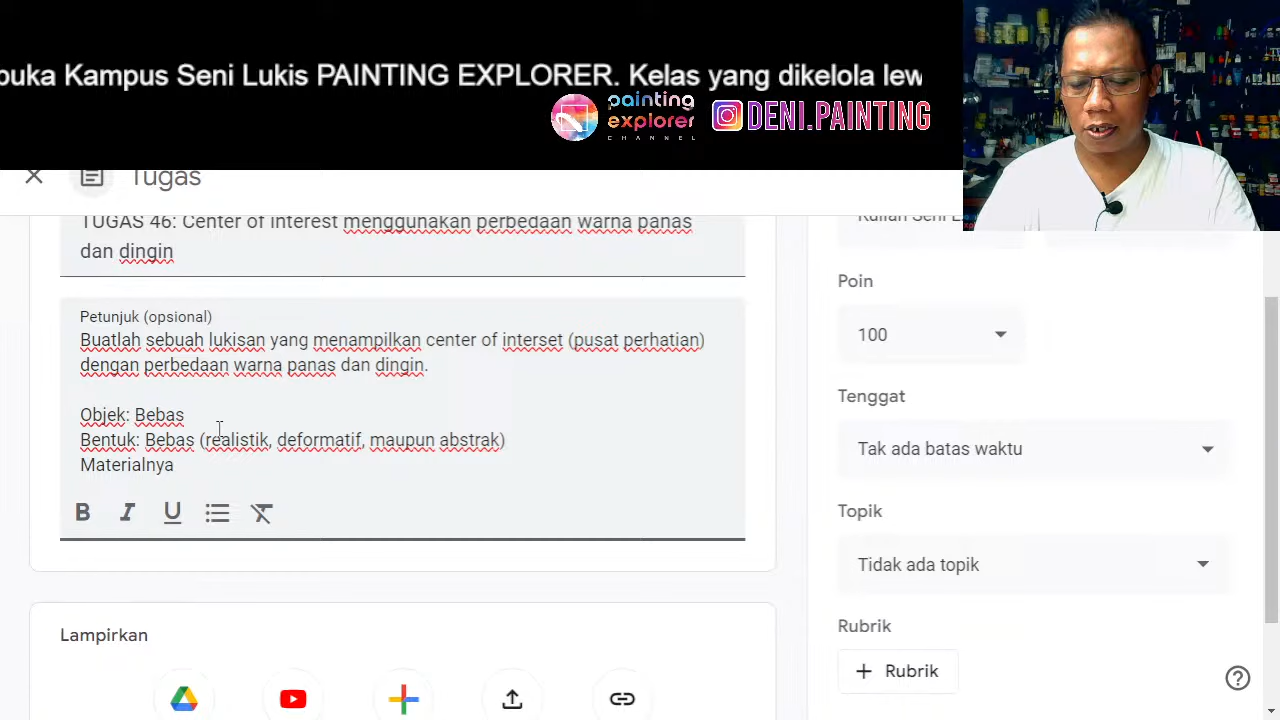 puka Kampus Seni Lukis PAINTING EXPLORER. Kelas yang dikelola lew
painting
explorer
CHANNEL
DENI.PAINTING
Tugas
TUGAS 46: Center of interest menggunakan perbedaan warna panas
dan dingin
Petunjuk (opsional)
Buatlah sebuah lukisan yang menampilkan center of interset (pusat perhatian)
dengan perbedaan warna panas dan dingin.
Objek: Bebas
Bentuk: Bebas (realistik, deformatif, maupun abstrak)
Materialnya
B I U
Lampirkan
Poin
100
Tenggat
Tak ada batas waktu
Topik
Tidak ada topik
Rubrik
+ Rubrik